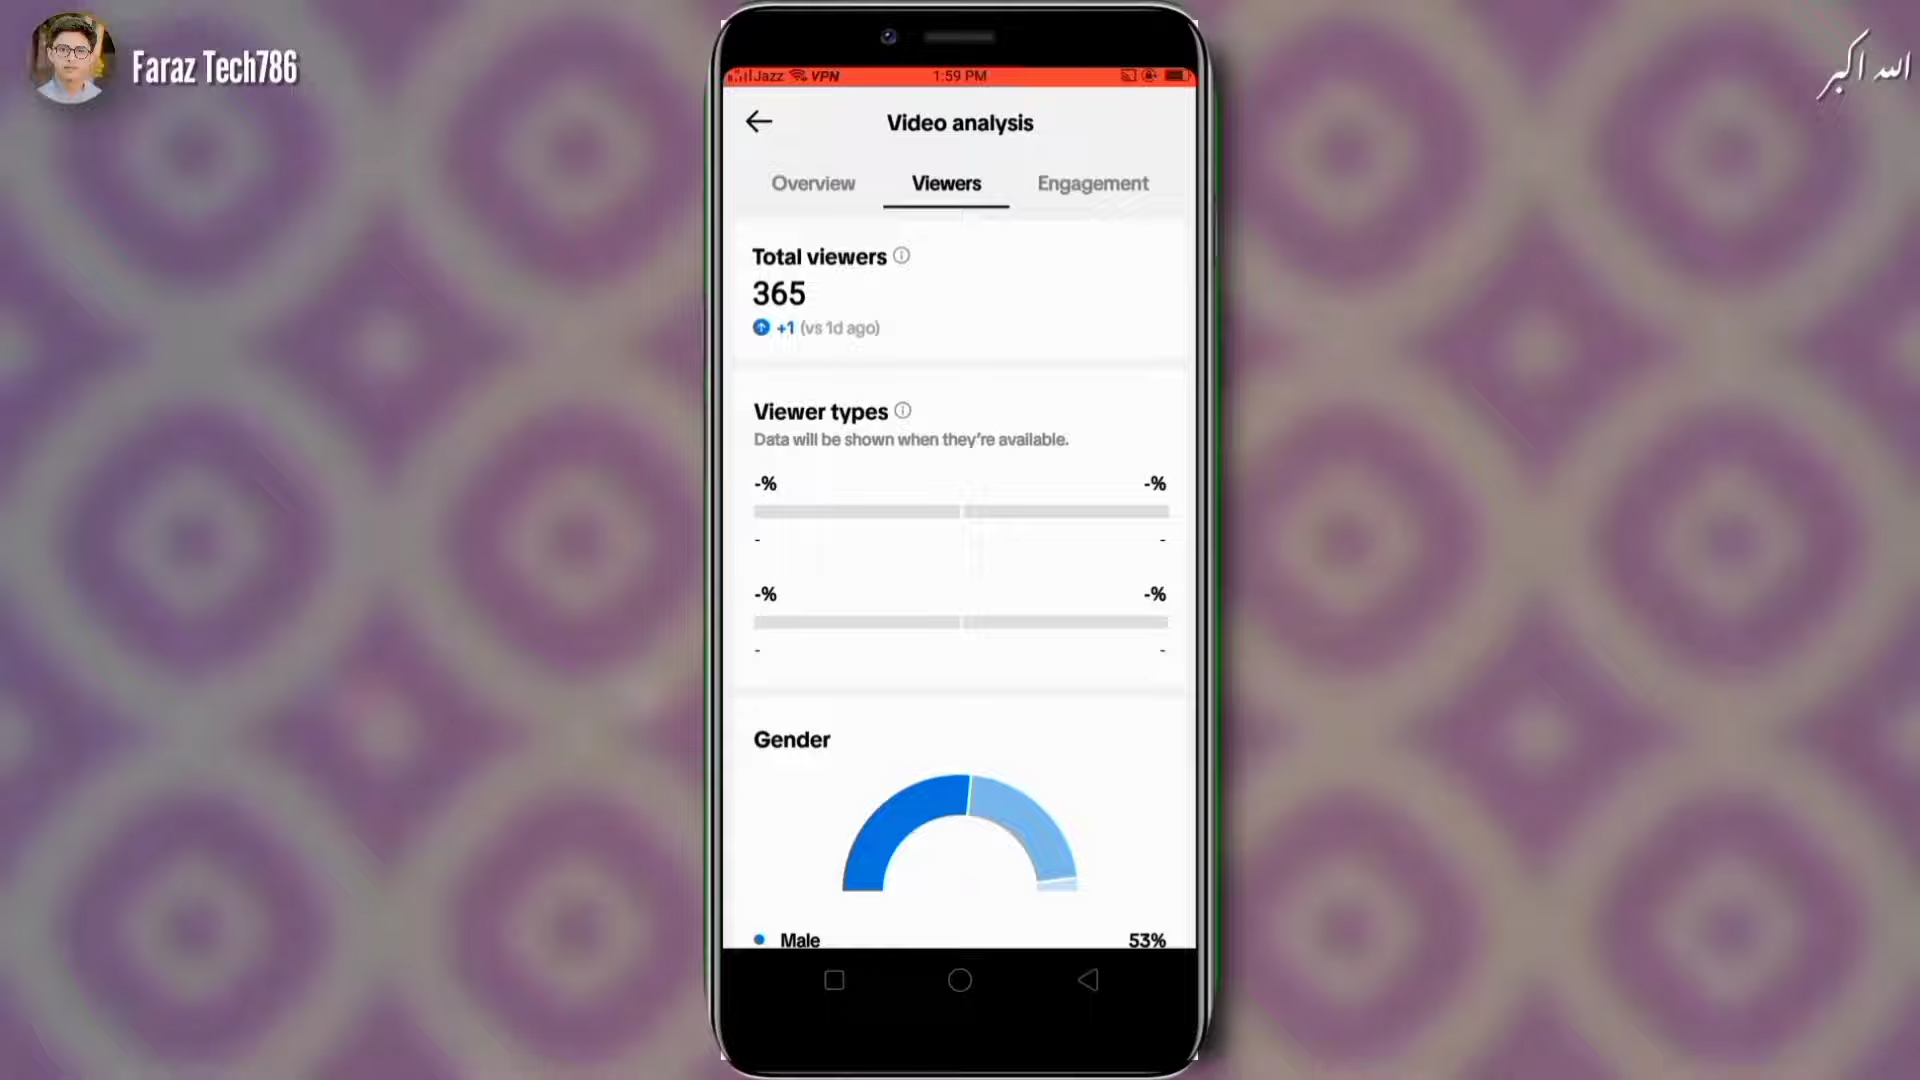 Faraz Tech786
الله اکبر
Jazz VPN 1:59 PM
Video analysis
Overview Viewers Engagement
Total viewers
365
+1 (vs 1d ago)
Viewer types
Data will be shown when they're available.
-% -%
- -
-% -%
- -
Gender
Male 53%